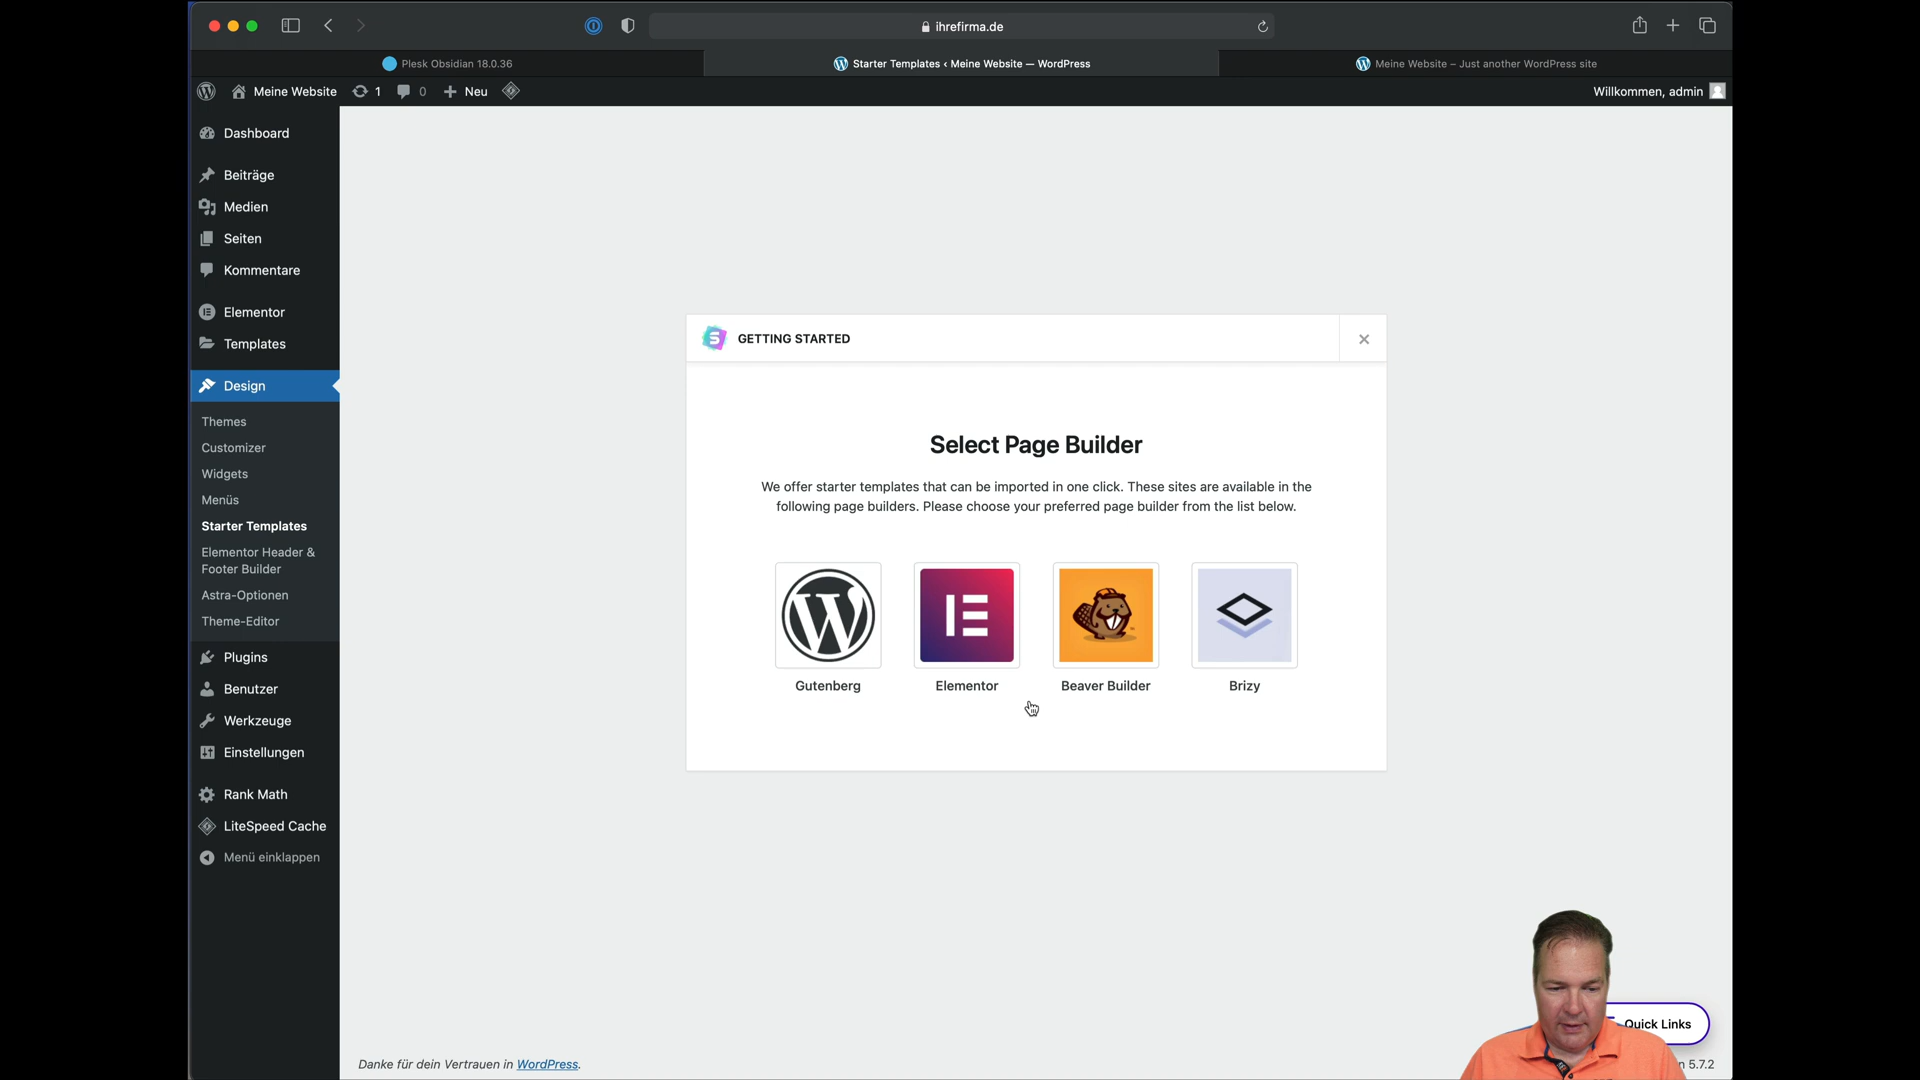 ihrefirma.de
Plesk Obsidian 18.0.36
Starter Templates ‹ Meine Website — WordPress
Meine Website – Just another WordPress site
Meine Website
1
0
Neu
Willkommen, admin
Dashboard
Beiträge
Medien
Seiten
Kommentare
Elementor
Templates
Design
Themes
Customizer
Widgets
Menüs
Starter Templates
Elementor Header &
Footer Builder
Astra-Optionen
Theme-Editor
Plugins
Benutzer
Werkzeuge
Einstellungen
Rank Math
LiteSpeed Cache
Menü einklappen
GETTING STARTED
Select Page Builder
We offer starter templates that can be imported in one click. These sites are available in the
following page builders. Please choose your preferred page builder from the list below.
Gutenberg
Elementor
Beaver Builder
Brizy
Quick Links
Danke für dein Vertrauen in WordPress.
n 5.7.2